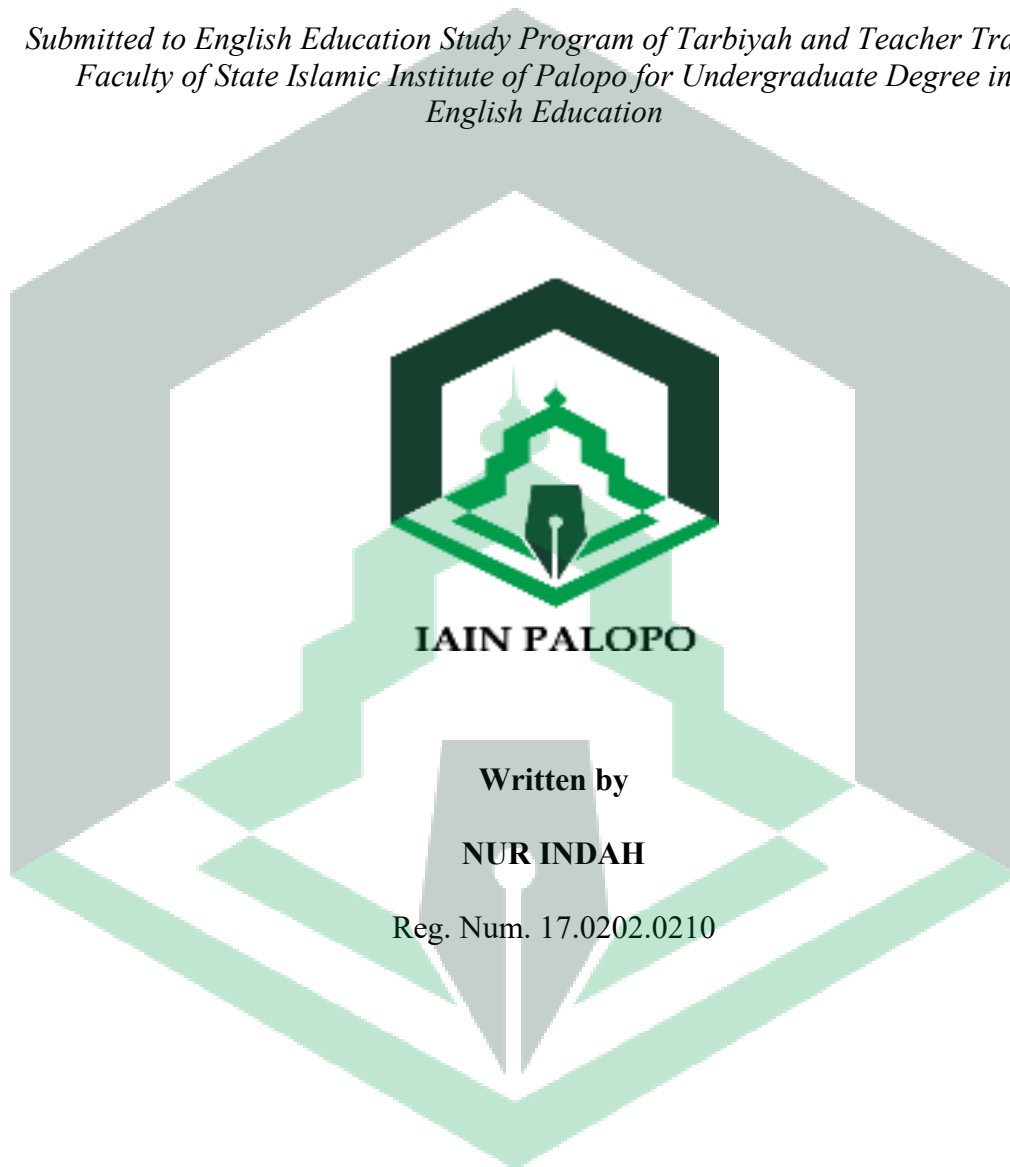 Submitted to English Education Study Program of Tarbiyah and Teacher Tra
Faculty of State Islamic Institute of Palopo for Undergraduate Degree in
English Education
IAIN PALOPO
Written by
NUR INDAH
Reg. Num. 17.0202.0210